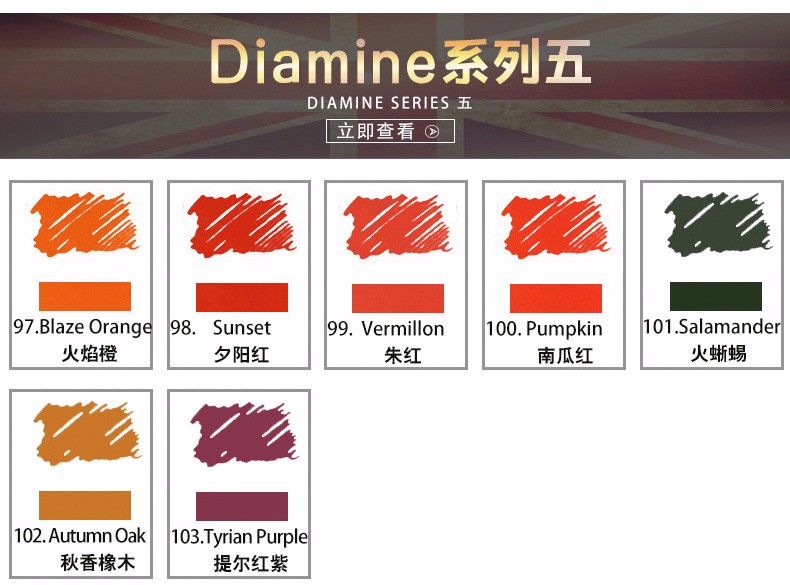 Diamine系列五
DIAMINE SERIES 五
立即查看
97.Blaze Orange
火焰橙
98. Sunset
夕阳红
99. Vermillon
朱红
100. Pumpkin
南瓜红
101.Salamander
火蜥蜴
102. Autumn Oak
秋香橡木
103.Tyrian Purple
提尔红紫